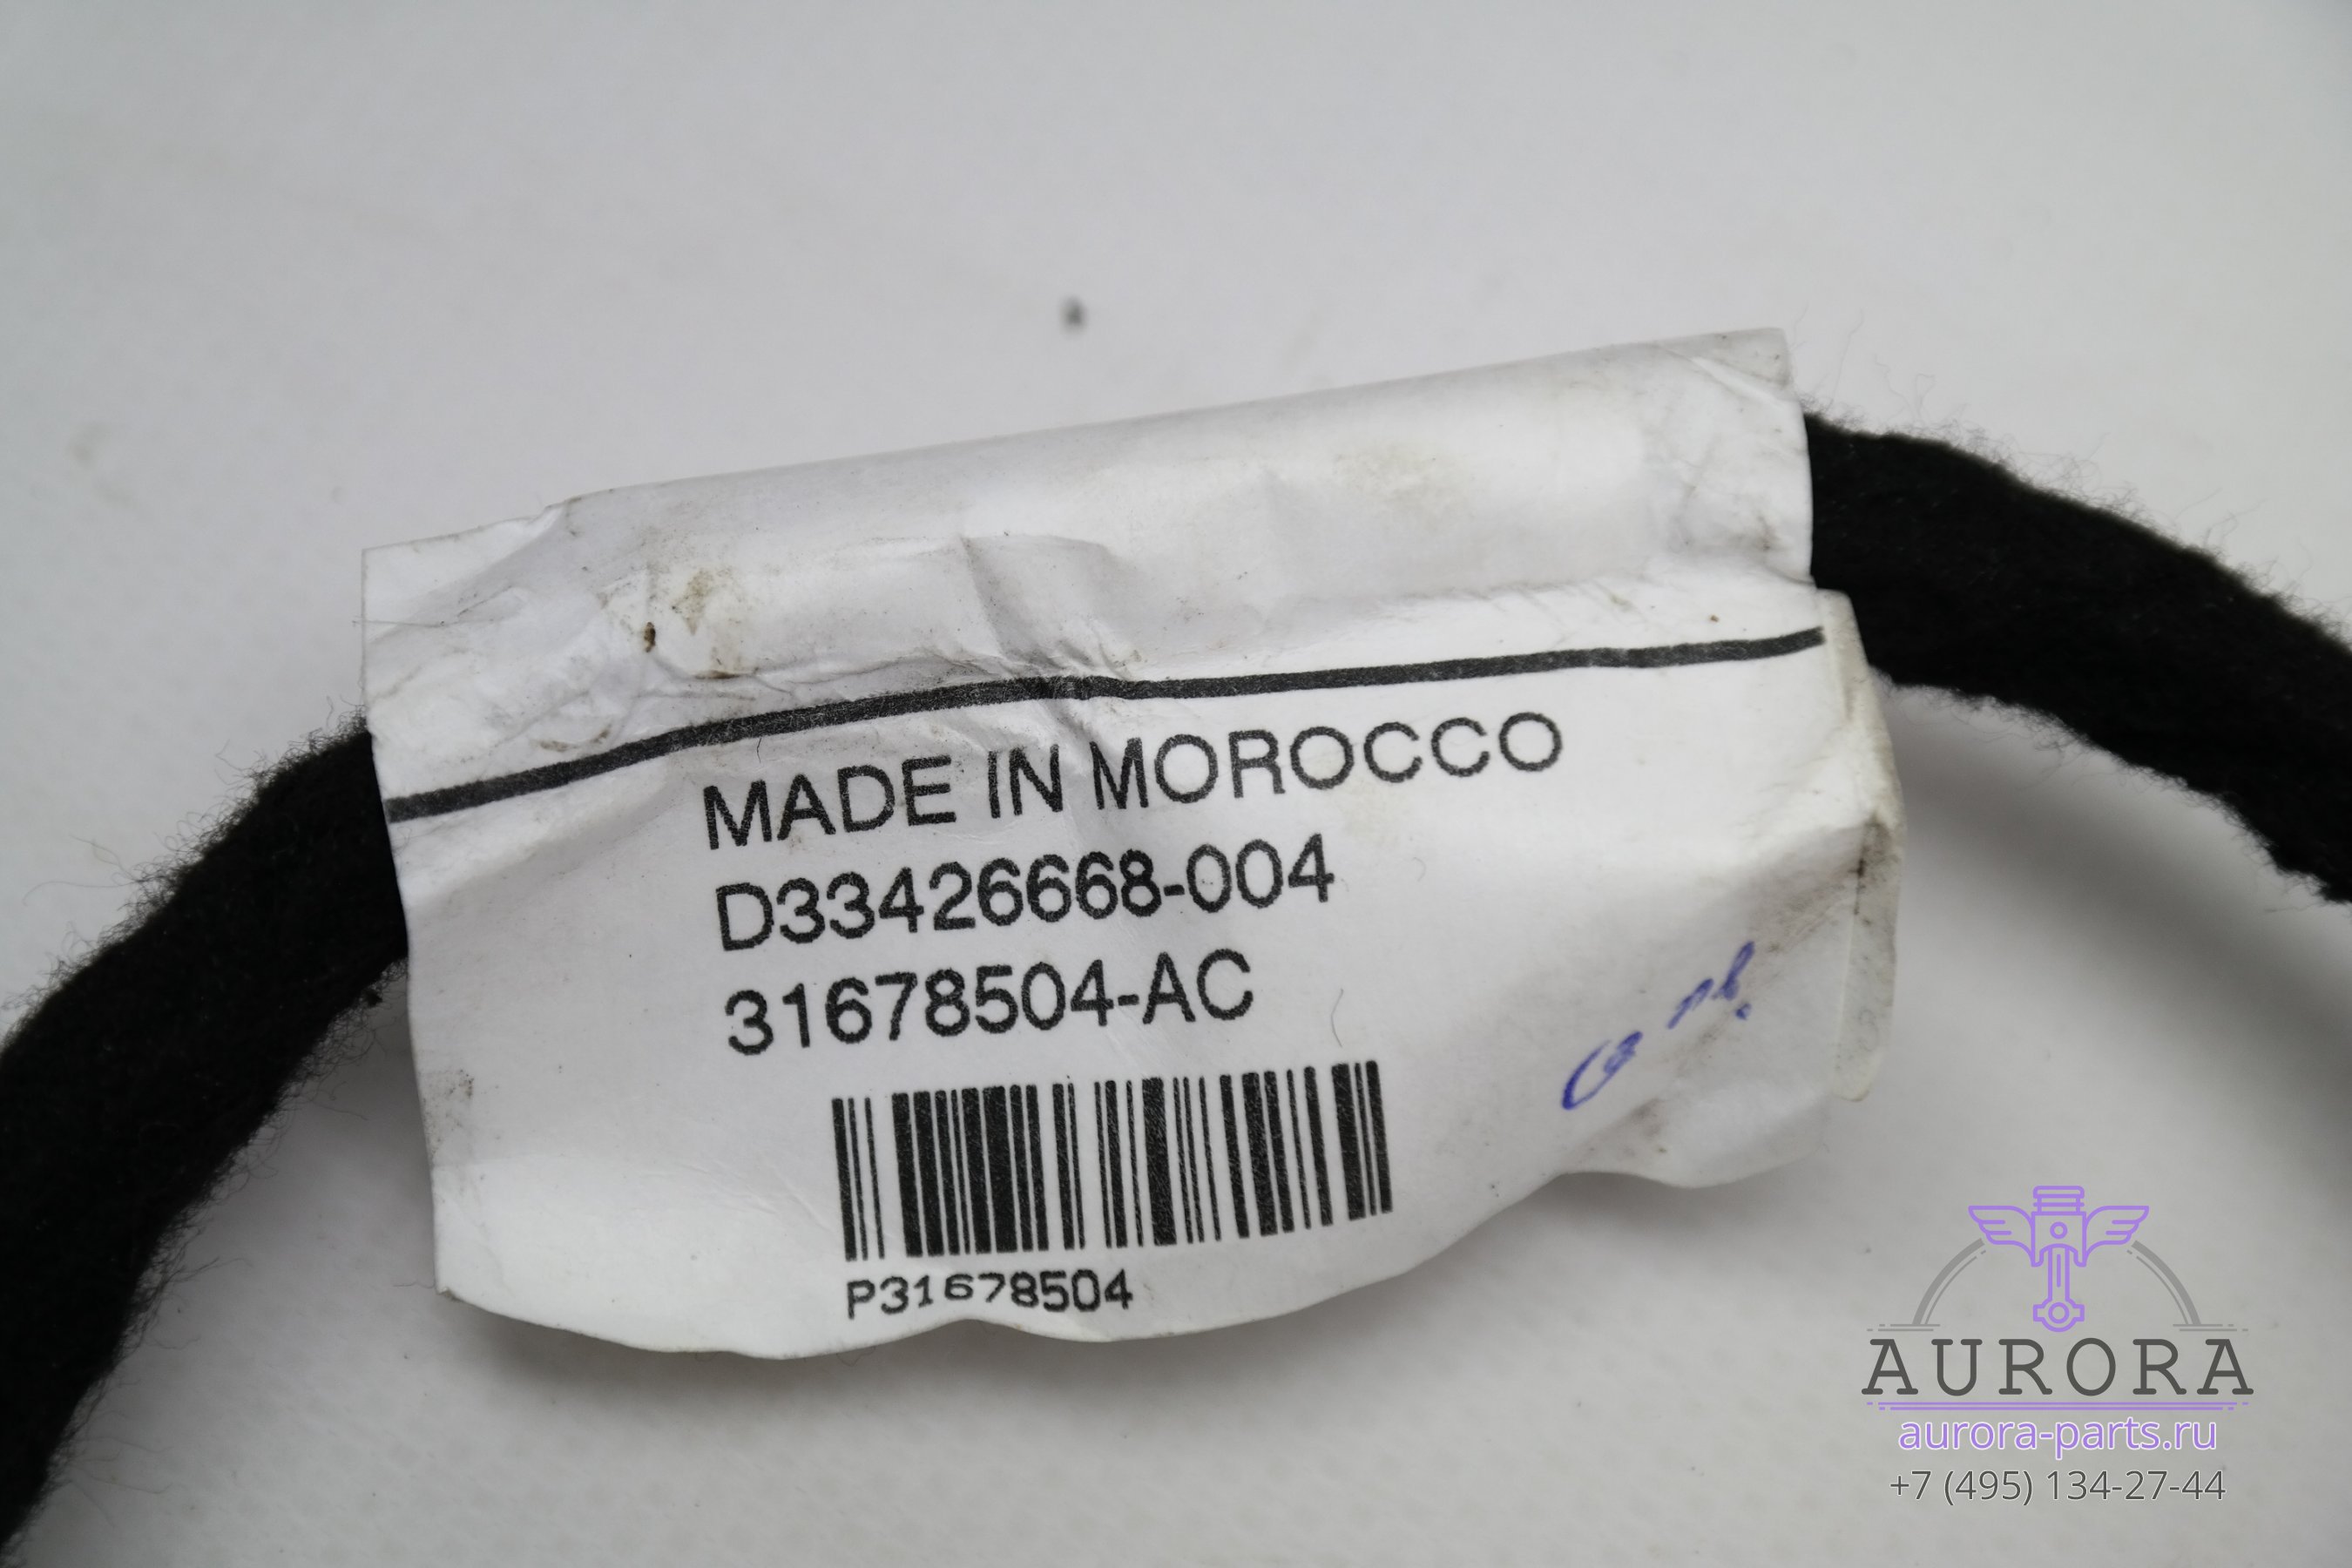 MADE IN MOROCCO
D33426668-004
31678504-AC
P31678504
AURORA
aurora-parts.ru
+7 (495) 134-27-44